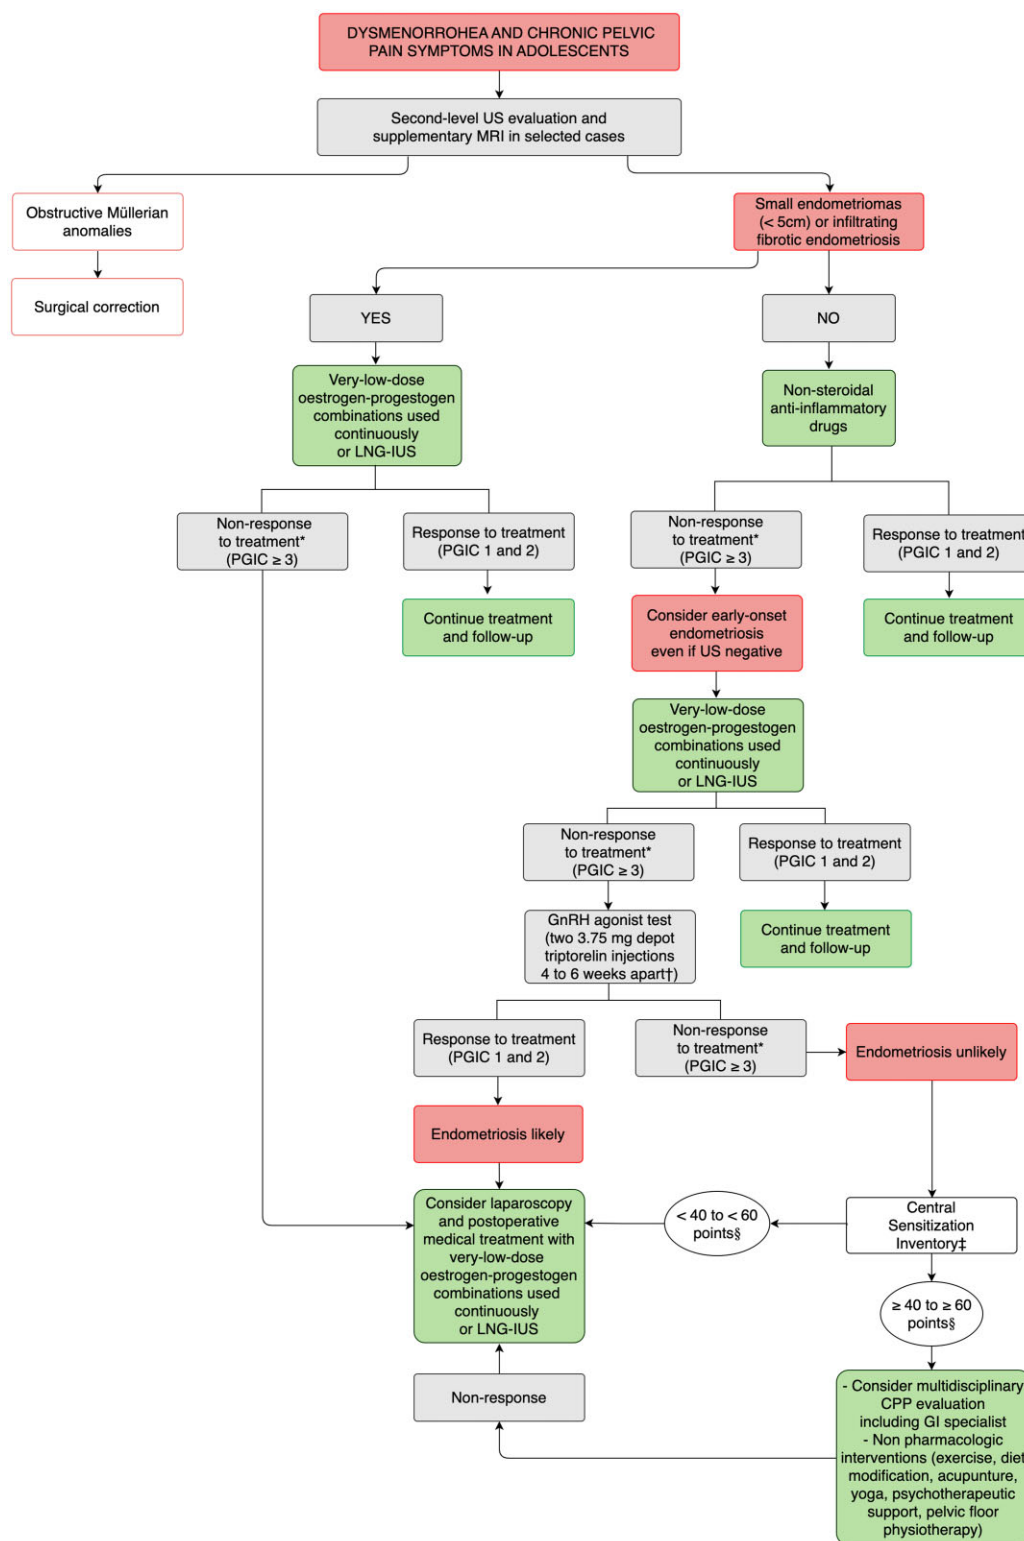 DYSMENORROHEA AND CHRONIC PELVIC
PAIN SYMPTOMS IN ADOLESCENTS
Second-level US evaluation and
supplementary MRI in selected cases
Obstructive Müllerian
anomalies
Surgical correction
Small endometriomas
(< 5cm) or infiltrating
fibrotic endometriosis
YES
NO
Very-low-dose
oestrogen-progestogen
combinations used
continuously
or LNG-IUS
Non-steroidal
anti-inflammatory
drugs
Non-response
to treatment*
(PGIC ≥ 3)
Response to treatment
(PGIC 1 and 2)
Continue treatment
and follow-up
Non-response
to treatment*
(PGIC ≥ 3)
Response to treatment
(PGIC 1 and 2)
Continue treatment
and follow-up
Consider early-onset
endometriosis
even if US negative
Very-low-dose
oestrogen-progestogen
combinations used
continuously
or LNG-IUS
Non-response
to treatment*
(PGIC ≥ 3)
Response to treatment
(PGIC 1 and 2)
Continue treatment
and follow-up
GnRH agonist test
(two 3.75 mg depot
triptorelin injections
4 to 6 weeks apart†)
Response to treatment
(PGIC 1 and 2)
Non-response
to treatment*
(PGIC ≥ 3)
Endometriosis unlikely
Endometriosis likely
Consider laparoscopy
and postoperative
medical treatment with
very-low-dose
oestrogen-progestogen
combinations used
continuously
or LNG-IUS
< 40 to < 60
points§
Central
Sensitization
Inventory‡
≥ 40 to ≥ 60
points§
Non-response
- Consider multidisciplinary
CPP evaluation
including GI specialist
- Non pharmacologic
interventions (exercise, diet
modification, acupunture,
yoga, psychotherapeutic
support, pelvic floor
physiotherapy)